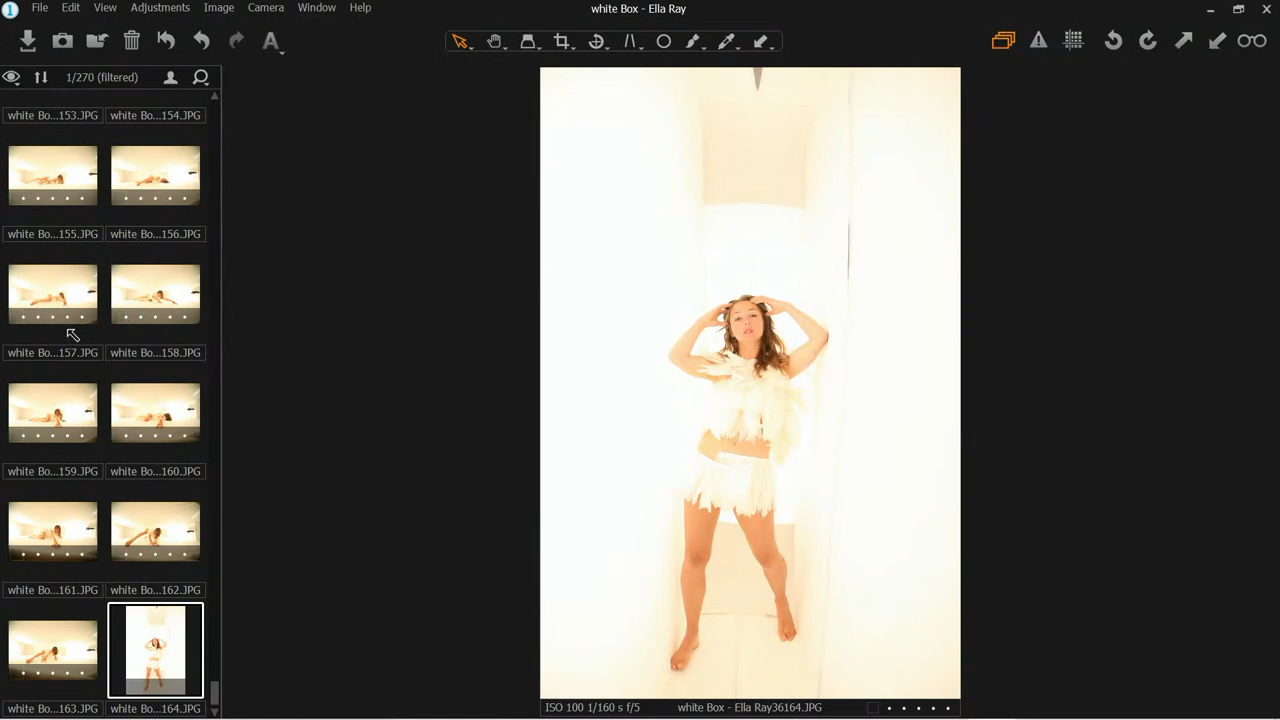 white Box - Ella Ray
File Edit View Adjustments Image Camera Window Help
1/270 (filtered)
white Bo...153.JPG white Bo...154.JPG
white Bo...155.JPG white Bo...156.JPG
white Bo...157.JPG white Bo...158.JPG
white Bo...159.JPG white Bo...160.JPG
white Bo...161.JPG white Bo...162.JPG
white Bo...163.JPG white Bo...164.JPG
ISO 100 1/160 s f/5 white Box - Ella Ray36164.JPG